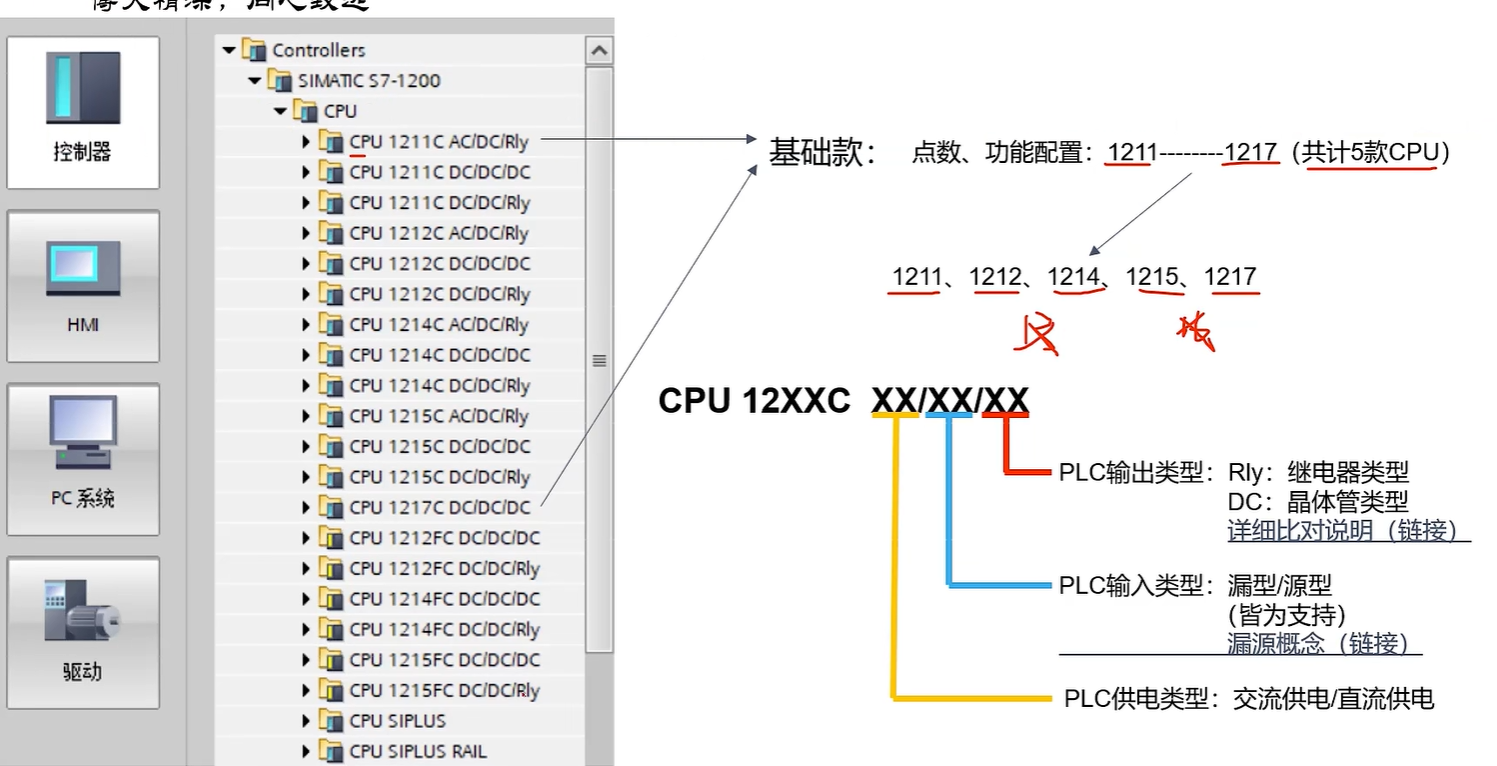 控制器
HMI
PC 系统
驱动
Controllers
SIMATIC S7-1200
CPU
CPU 1211C AC/DC/Rly
CPU 1211C DC/DC/DC
CPU 1211C DC/DC/Rly
CPU 1212C AC/DC/Rly
CPU 1212C DC/DC/DC
CPU 1212C DC/DC/Rly
CPU 1214C AC/DC/Rly
CPU 1214C DC/DC/DC
CPU 1214C DC/DC/Rly
CPU 1215C AC/DC/Rly
CPU 1215C DC/DC/DC
CPU 1215C DC/DC/Rly
CPU 1217C DC/DC/DC
CPU 1212FC DC/DC/DC
CPU 1212FC DC/DC/Rly
CPU 1214FC DC/DC/DC
CPU 1214FC DC/DC/Rly
CPU 1215FC DC/DC/DC
CPU 1215FC DC/DC/Rly
CPU SIPLUS
CPU SIPLUS RAIL
基础款： 点数、功能配置：1211--------1217（共计5款CPU）
1211、1212、1214、1215、1217
CPU 12XXC XX/XX/XX
PLC输出类型：Rly：继电器类型
DC：晶体管类型
详细比对说明（链接）
PLC输入类型：漏型/源型
（皆为支持）
漏源概念（链接）
PLC供电类型：交流供电/直流供电